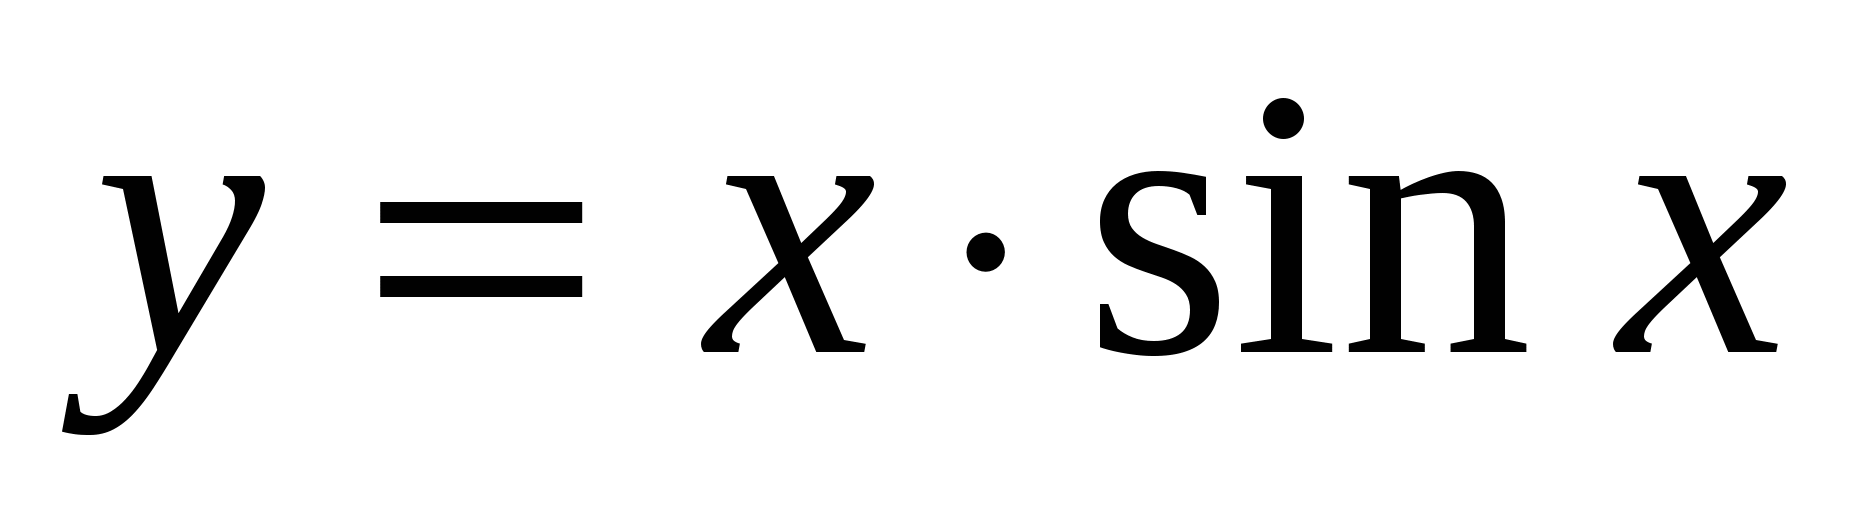 y = x · sin x